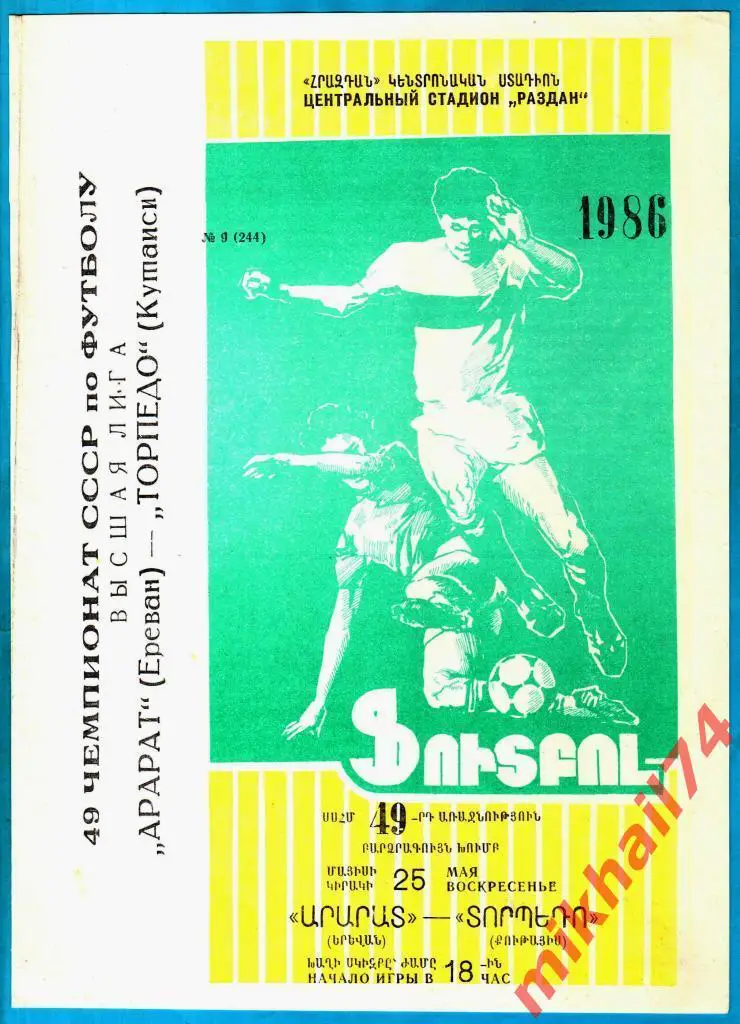 49 ЧЕМПИОНАТ СССР по ФУТБОЛУ
ВЫСШАЯ ЛИГА
„АРАРАТ“ (Ереван) — „ТОРПЕДО“ (Кутаиси)
«ՀՐԱԶԴԱՆ» ԿԵՆՏՐՈՆԱԿԱՆ ՍՏԱԴԻՈՆ
ЦЕНТРАЛЬНЫЙ СТАДИОН „РАЗДАН“
1986
№ 9 (244)
ՖՈՒՏԲՈԼ
ՍՍՀՄ 49-ՐԴ ԱՌԱՋՆՈՒԹՅՈՒՆ
ԲԱՐՁՐԱԳՈՒՅՆ ԽՈՒՄԲ
ՄԱՅԻՍԻ 25 МАЯ
ԿԻՐԱԿԻ ВОСКРЕСЕНЬЕ
«ԱՐԱՐԱՏ» — «ՏՈՐՊԵԴՈ»
(ԵՐԵՎԱՆ) (ՔՈՒԹԱՅԻՍ)
ԽԱՂԻ ՍԿԻԶԲԸ՝ ԺԱՄԸ 18-ԻՆ
НАЧАЛО ИГРЫ В 18 ЧАС
mikhail74